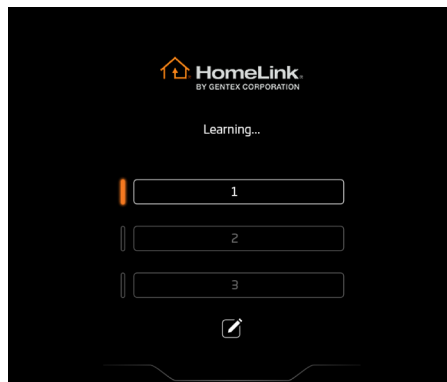 HomeLink
BY GENTEX CORPORATION
Learning...
1
2
3